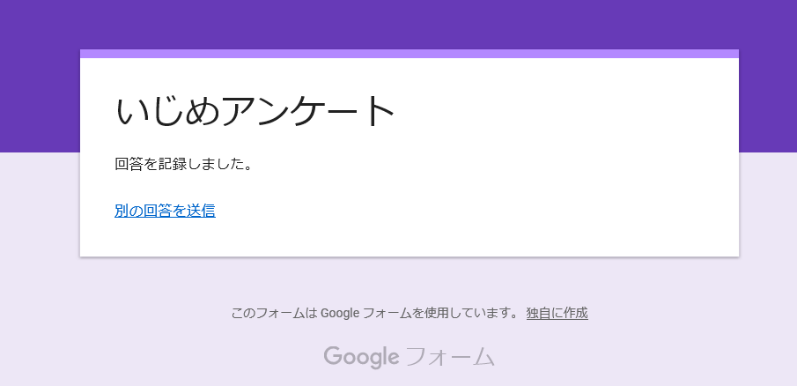 いじめアンケート
回答を記録しました。
別の回答を送信
このフォームは Google フォームを使用しています。 独自に作成
Google フォーム